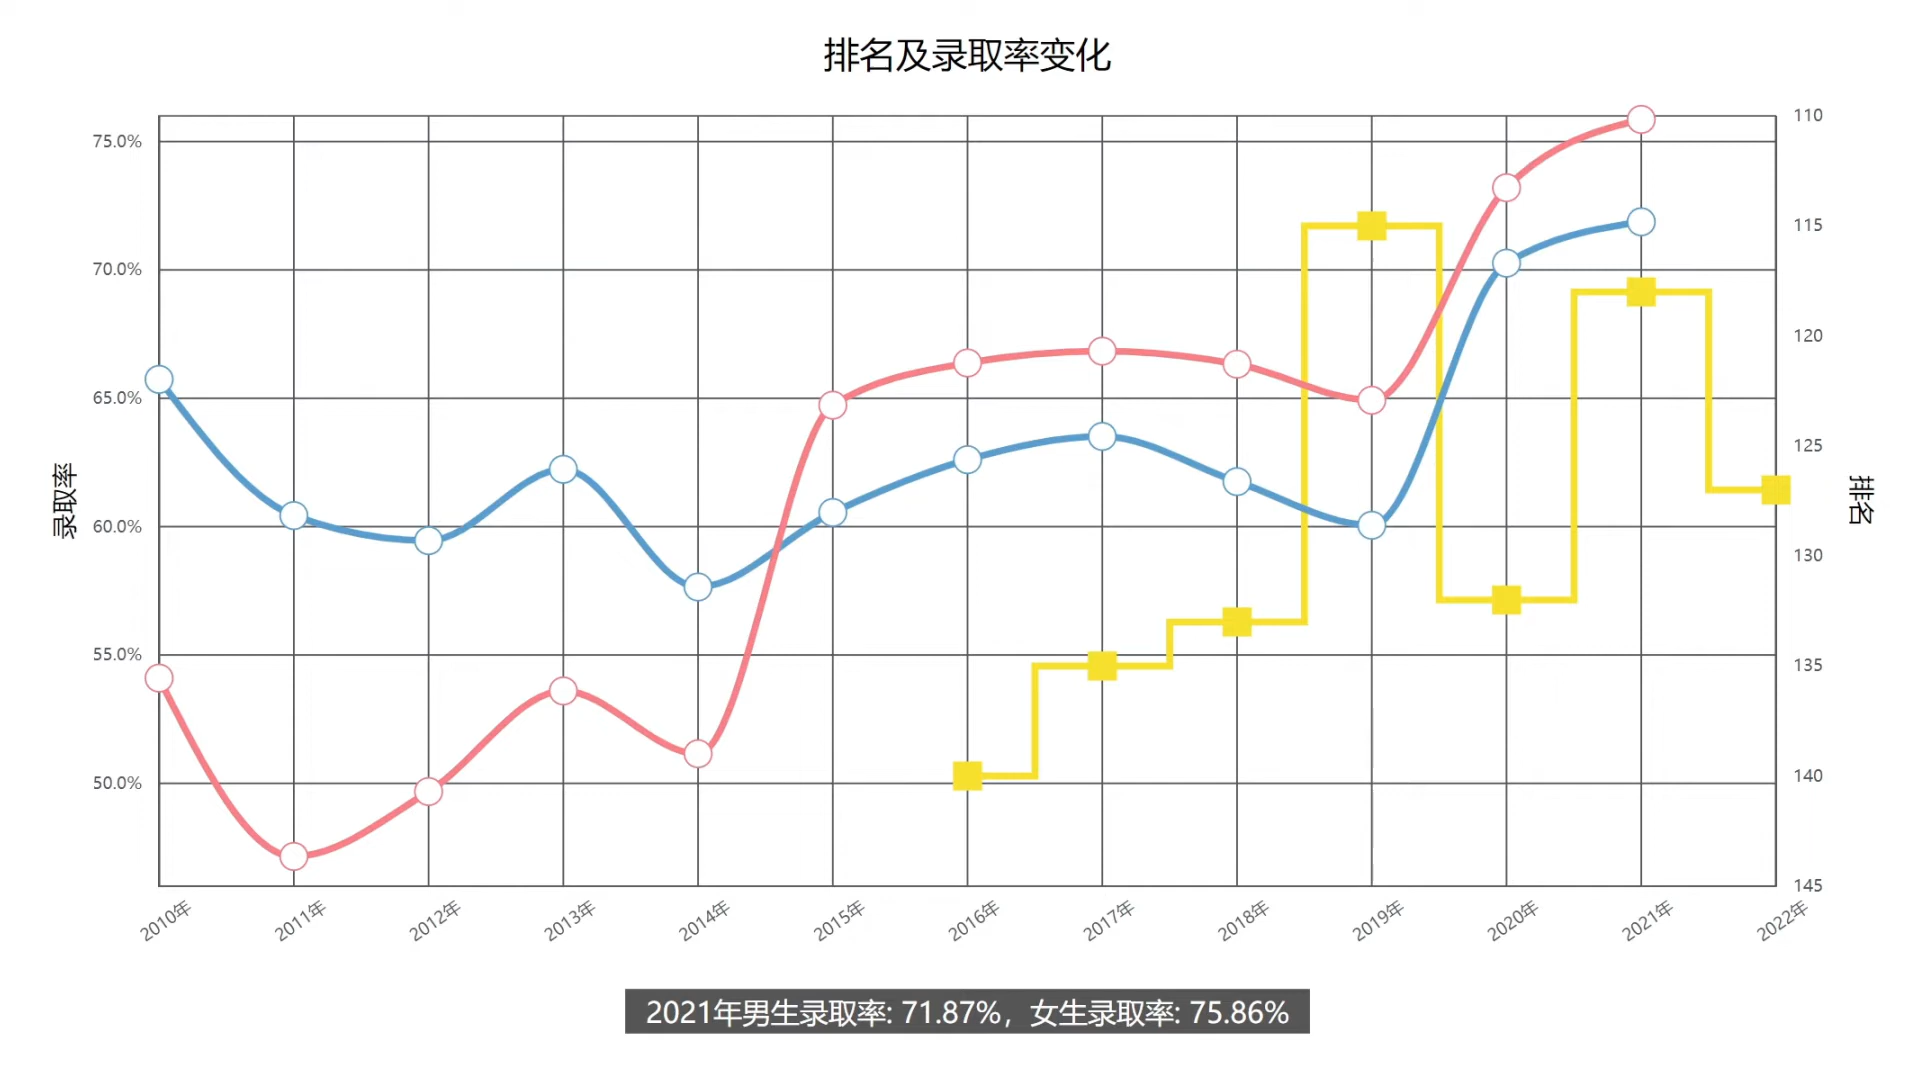 排名及录取率变化
75.0%
70.0%
65.0%
60.0%
55.0%
50.0%
录取率
110
115
120
125
130
135
140
145
排名
2010年
2011年
2012年
2013年
2014年
2015年
2016年
2017年
2018年
2019年
2020年
2021年
2022年
2021年男生录取率: 71.87%，女生录取率: 75.86%